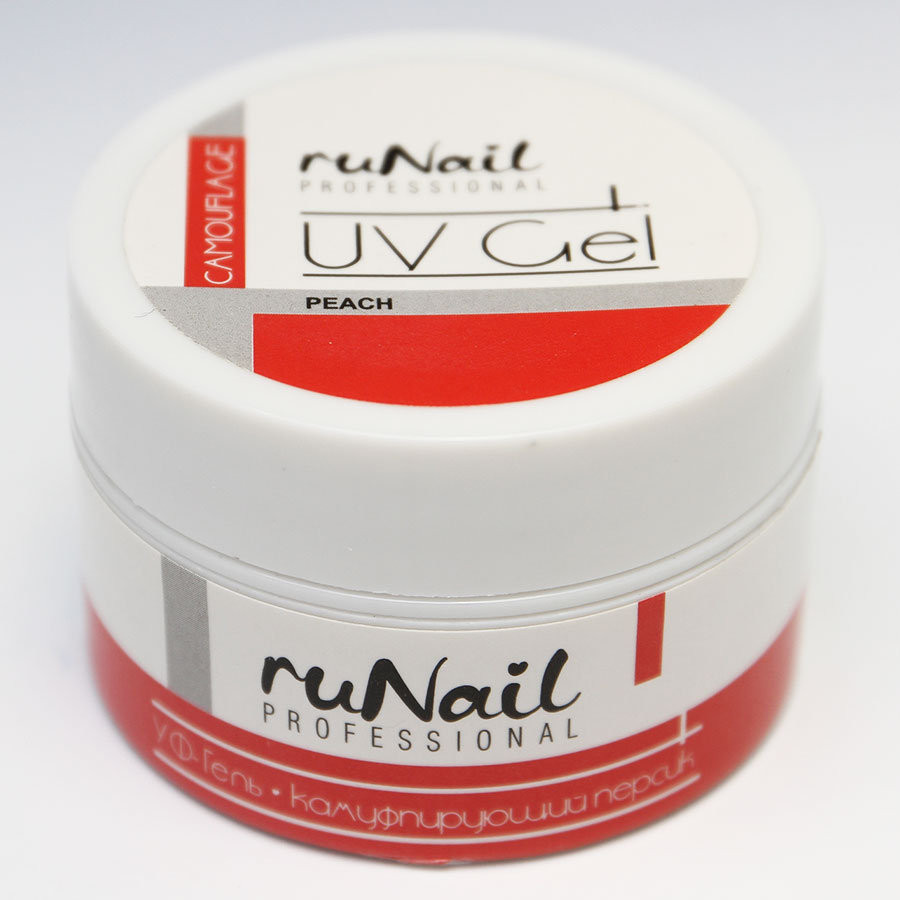 CAMOUFLAGE
ruNail
PROFESSIONAL
UV Gel
PEACH
ruNail
PROFESSIONAL
УФ-Гель • камуфлирующий персик